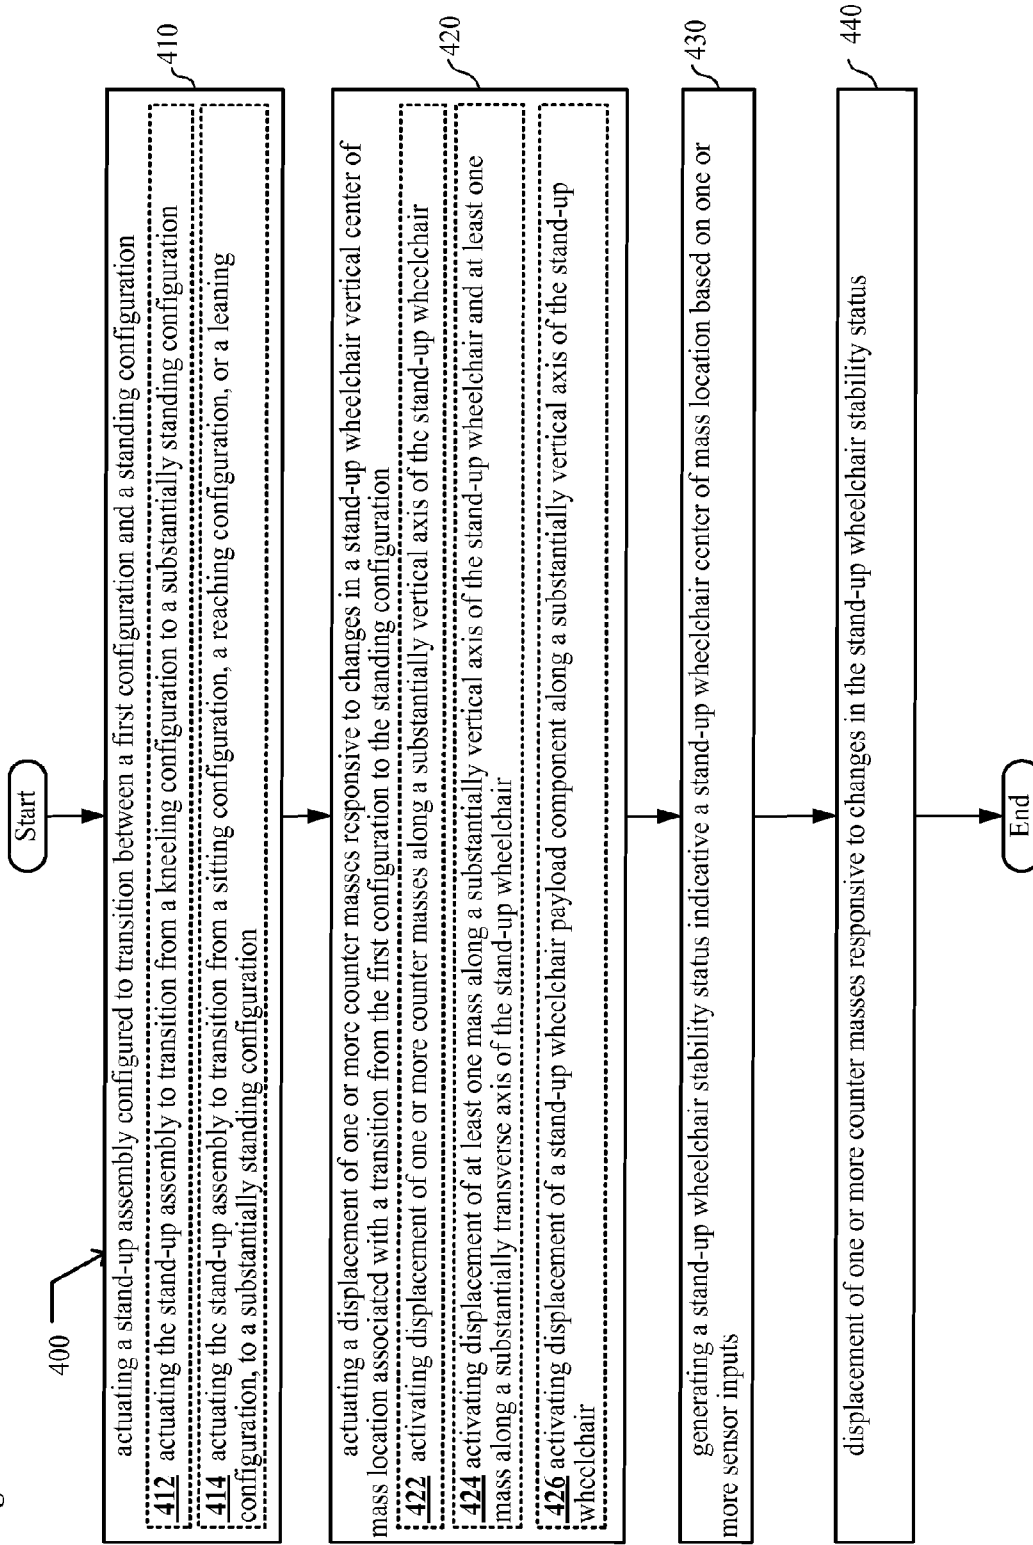 400
Start
410
actuating a stand-up assembly configured to transition between a first configuration and a standing configuration
412 actuating the stand-up assembly to transition from a kneeling configuration to a substantially standing configuration
414 actuating the stand-up assembly to transition from a sitting configuration, a reaching configuration, or a leaning
configuration, to a substantially standing configuration
420
actuating a displacement of one or more counter masses responsive to changes in a stand-up wheelchair vertical center of
mass location associated with a transition from the first configuration to the standing configuration
422 activating displacement of one or more counter masses along a substantially vertical axis of the stand-up wheelchair
424 activating displacement of at least one mass along a substantially vertical axis of the stand-up wheelchair and at least one
mass along a substantially transverse axis of the stand-up wheelchair
426 activating displacement of a stand-up wheelchair payload component along a substantially vertical axis of the stand-up
wheelchair
430
generating a stand-up wheelchair stability status indicative a stand-up wheelchair center of mass location based on one or
more sensor inputs
440
displacement of one or more counter masses responsive to changes in the stand-up wheelchair stability status
End